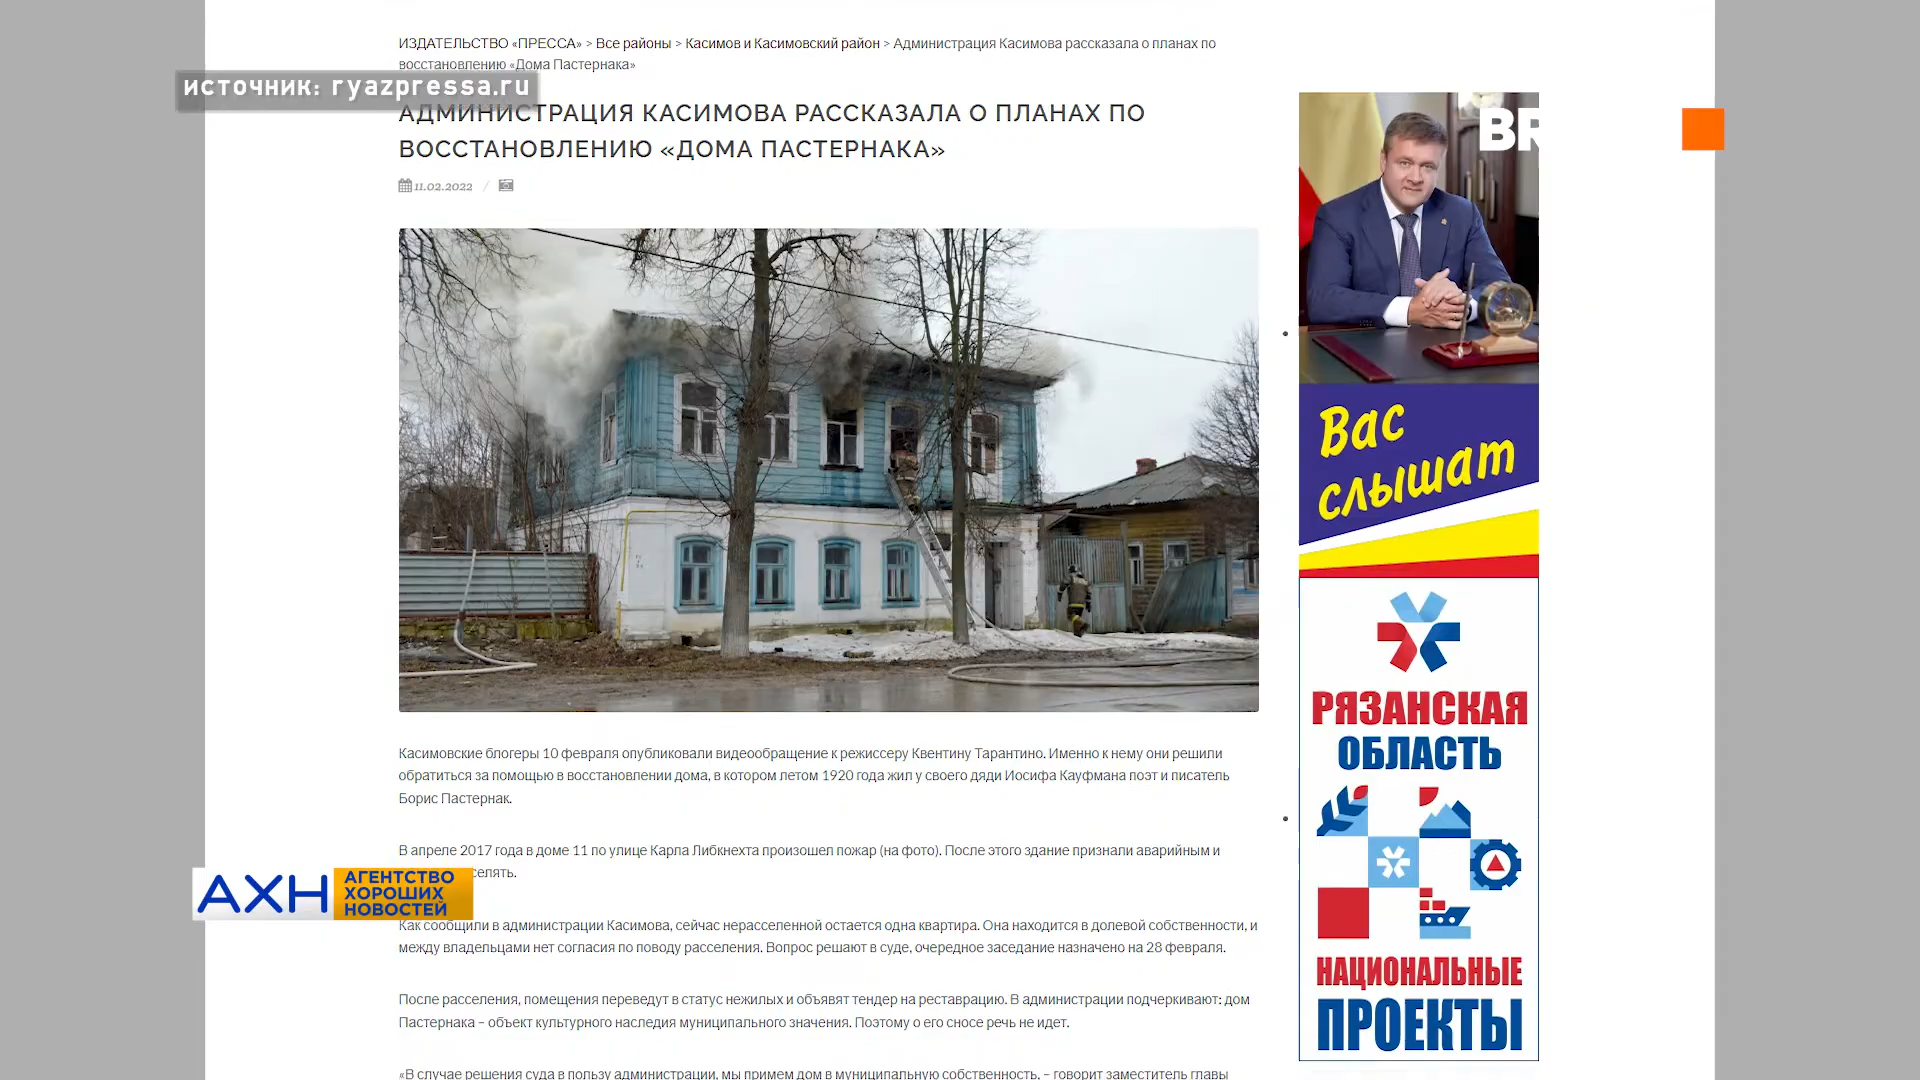 ИЗДАТЕЛЬСТВО «ПРЕССА» > Все районы > Касимов и Касимовский район > Администрация Касимова рассказала о планах по
восстановлению «Дома Пастернака»
источник: ryazpressa.ru
АДМИНИСТРАЦИЯ КАСИМОВА РАССКАЗАЛА О ПЛАНАХ ПО
ВОССТАНОВЛЕНИЮ «ДОМА ПАСТЕРНАКА»
11.02.2022 /
Касимовские блогеры 10 февраля опубликовали видеообращение к режиссеру Квентину Тарантино. Именно к нему они решили
обратиться за помощью в восстановлении дома, в котором летом 1920 года жил у своего дяди Иосифа Кауфмана поэт и писатель
Борис Пастернак.
В апреле 2017 года в доме 11 по улице Карла Либкнехта произошел пожар (на фото). После этого здание признали аварийным и
селять.
Как сообщили в администрации Касимова, сейчас нерасселенной остается одна квартира. Она находится в долевой собственности, и
между владельцами нет согласия по поводу расселения. Вопрос решают в суде, очередное заседание назначено на 28 февраля.
После расселения, помещения переведут в статус нежилых и объявят тендер на реставрацию. В администрации подчеркивают: дом
Пастернака – объект культурного наследия муниципального значения. Поэтому о его сносе речь не идет.
«В случае решения суда в пользу администрации, мы примем дом в муниципальную собственность, – говорит заместитель главы
АХН
АГЕНТСТВО
ХОРОШИХ
НОВОСТЕЙ
BR
Вас
слышат
РЯЗАНСКАЯ
ОБЛАСТЬ
НАЦИОНАЛЬНЫЕ
ПРОЕКТЫ